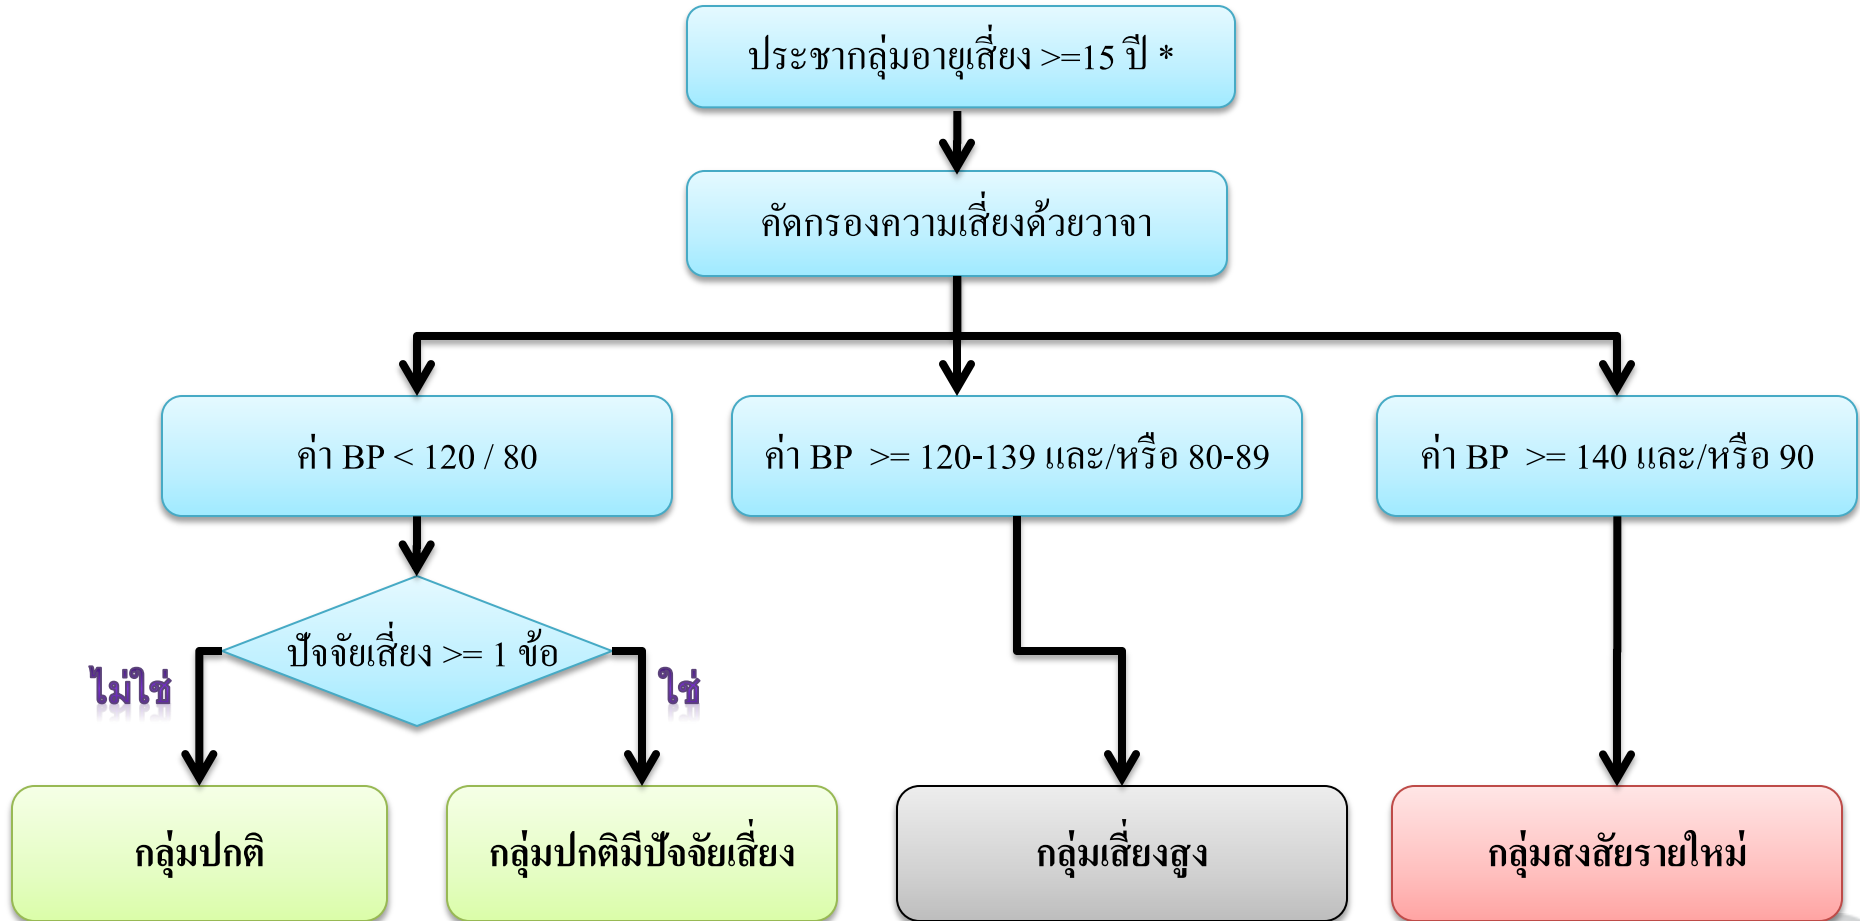 ประชากลุ่มอายุเสี่ยง >=15 ปี *
คัดกรองความเสี่ยงด้วยวาจา
ค่า BP < 120 / 80
ค่า BP >= 120-139 และ/หรือ 80-89
ค่า BP >= 140 และ/หรือ 90
ปัจจัยเสี่ยง >= 1 ข้อ
ไม่ใช่
ใช่
กลุ่มปกติ
กลุ่มปกติมีปัจจัยเสี่ยง
กลุ่มเสี่ยงสูง
กลุ่มสงสัยรายใหม่